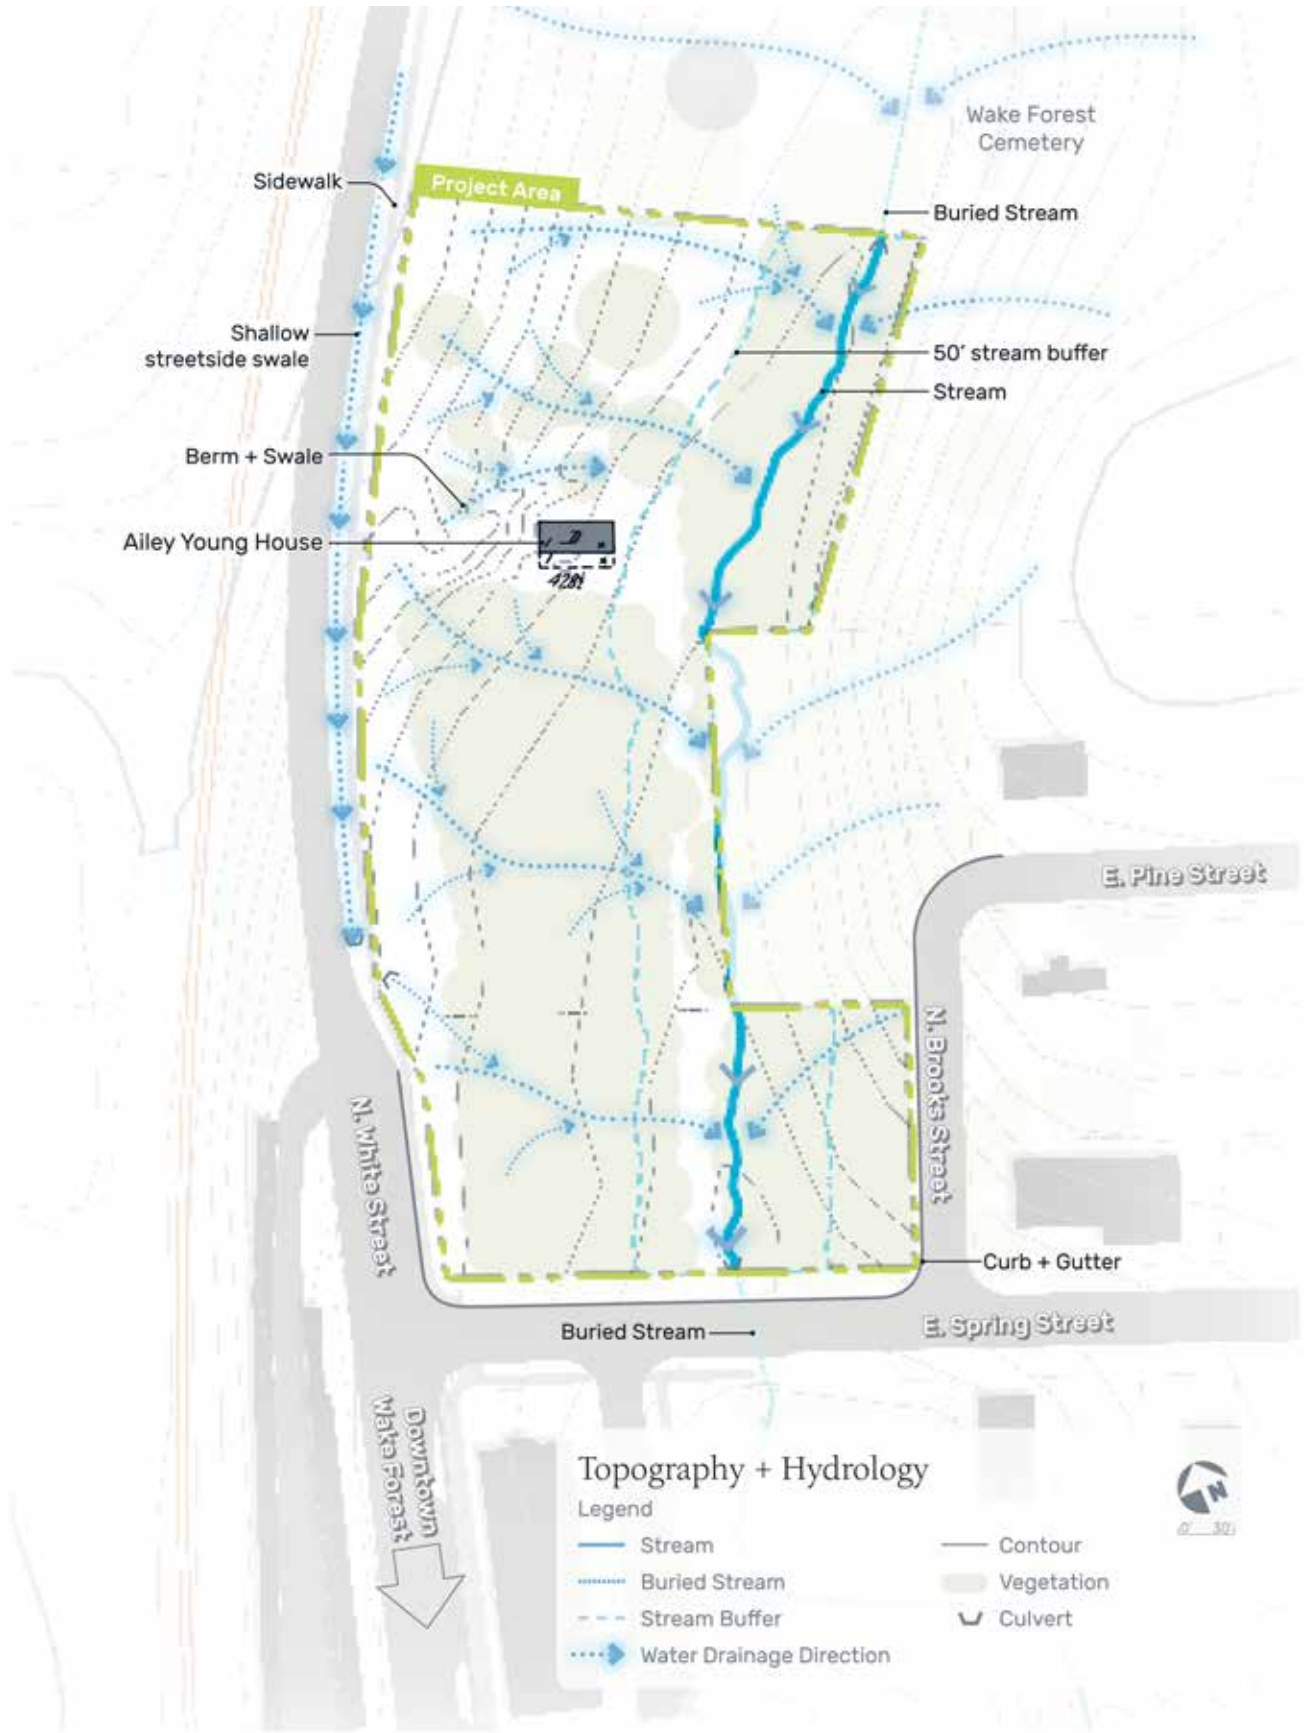 Wake Forest
Cemetery
Sidewalk
Project Area
Buried Stream
Shallow
streetside swale
50' stream buffer
Stream
Berm + Swale
Ailey Young House
E. Pine Street
N. Brooks Street
N. White Street
Curb + Gutter
Buried Stream
E. Spring Street
Downtown
Wake Forest
Topography + Hydrology
Legend
Stream
Buried Stream
Stream Buffer
Water Drainage Direction
Contour
Vegetation
Culvert
N
0' 30'